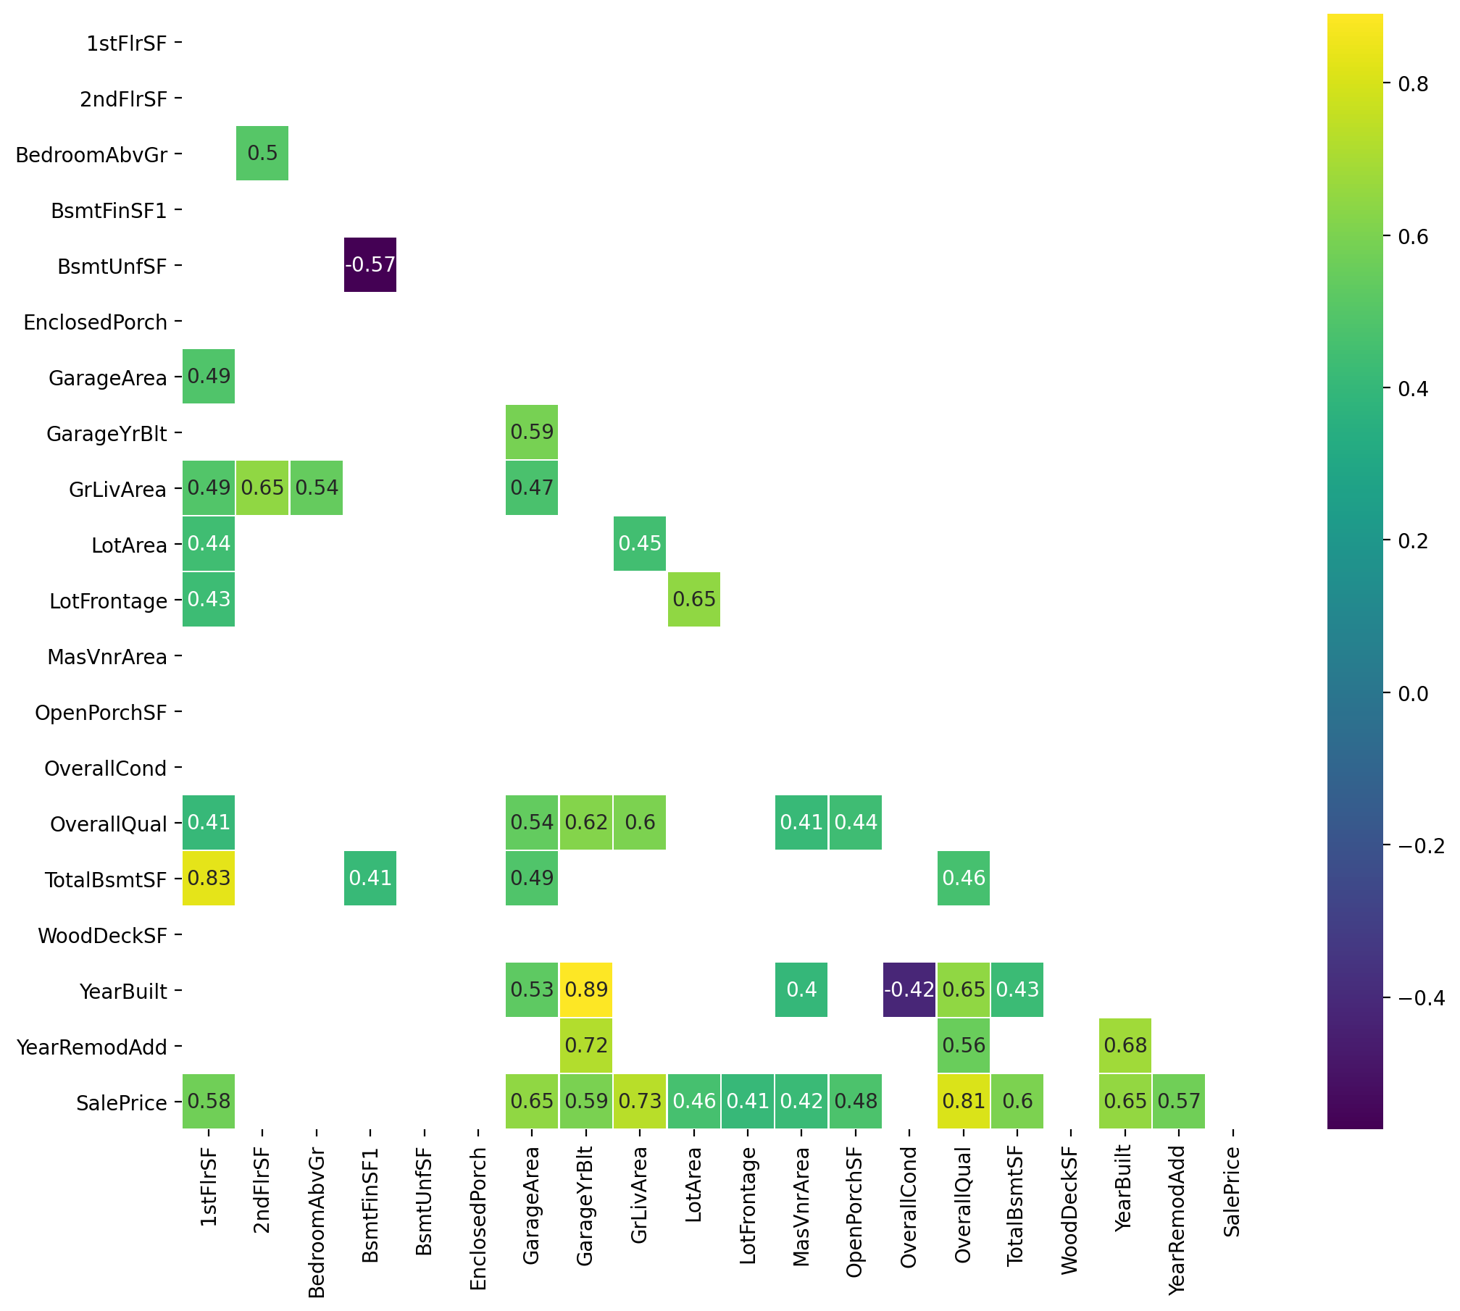 1stFlrSF
2ndFlrSF
BedroomAbvGr 0.5
BsmtFinSF1
BsmtUnfSF -0.57
EnclosedPorch
GarageArea 0.49
GarageYrBlt 0.59
GrLivArea 0.49 0.65 0.54 0.47
LotArea 0.44 0.45
LotFrontage 0.43 0.65
MasVnrArea
OpenPorchSF
OverallCond
OverallQual 0.41 0.54 0.62 0.6 0.41 0.44
TotalBsmtSF 0.83 0.41 0.49 0.46
WoodDeckSF
YearBuilt 0.53 0.89 0.4 -0.42 0.65 0.43
YearRemodAdd 0.72 0.56 0.68
SalePrice 0.58 0.65 0.59 0.73 0.46 0.41 0.42 0.48 0.81 0.6 0.65 0.57
1stFlrSF
2ndFlrSF
BedroomAbvGr
BsmtFinSF1
BsmtUnfSF
EnclosedPorch
GarageArea
GarageYrBlt
GrLivArea
LotArea
LotFrontage
MasVnrArea
OpenPorchSF
OverallCond
OverallQual
TotalBsmtSF
WoodDeckSF
YearBuilt
YearRemodAdd
SalePrice
0.8
0.6
0.4
0.2
0.0
−0.2
−0.4